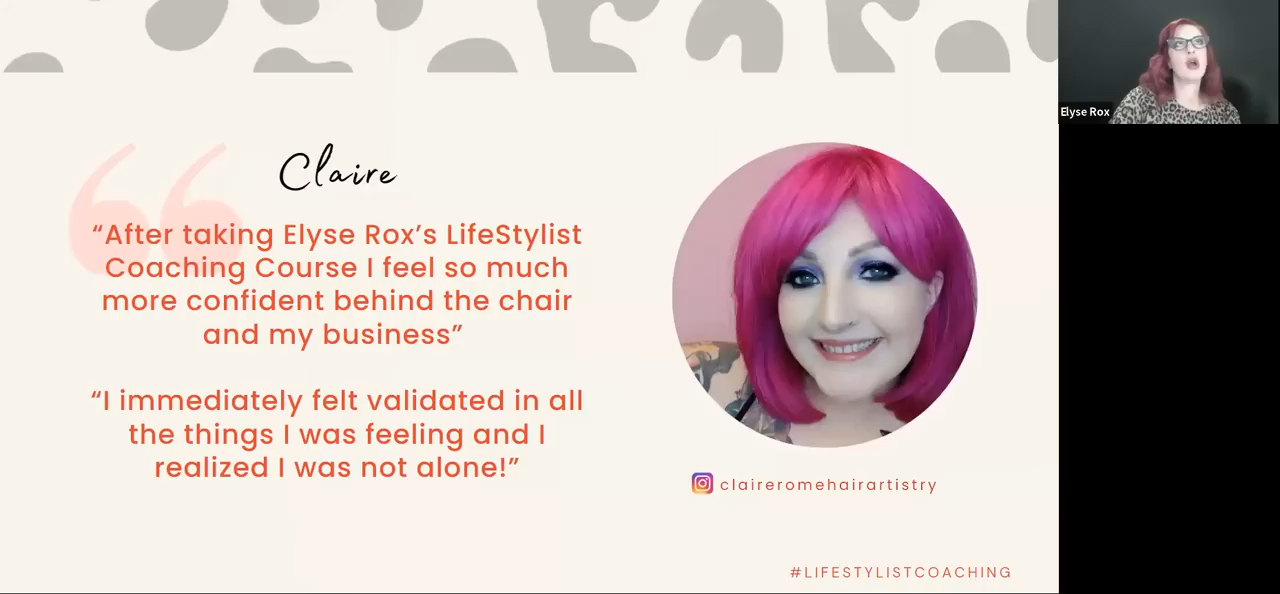 Claire
“After taking Elyse Rox’s LifeStylist
Coaching Course I feel so much
more confident behind the chair
and my business”
“I immediately felt validated in all
the things I was feeling and I
realized I was not alone!”
claireromehairartistry
#LIFESTYLISTCOACHING
Elyse Rox